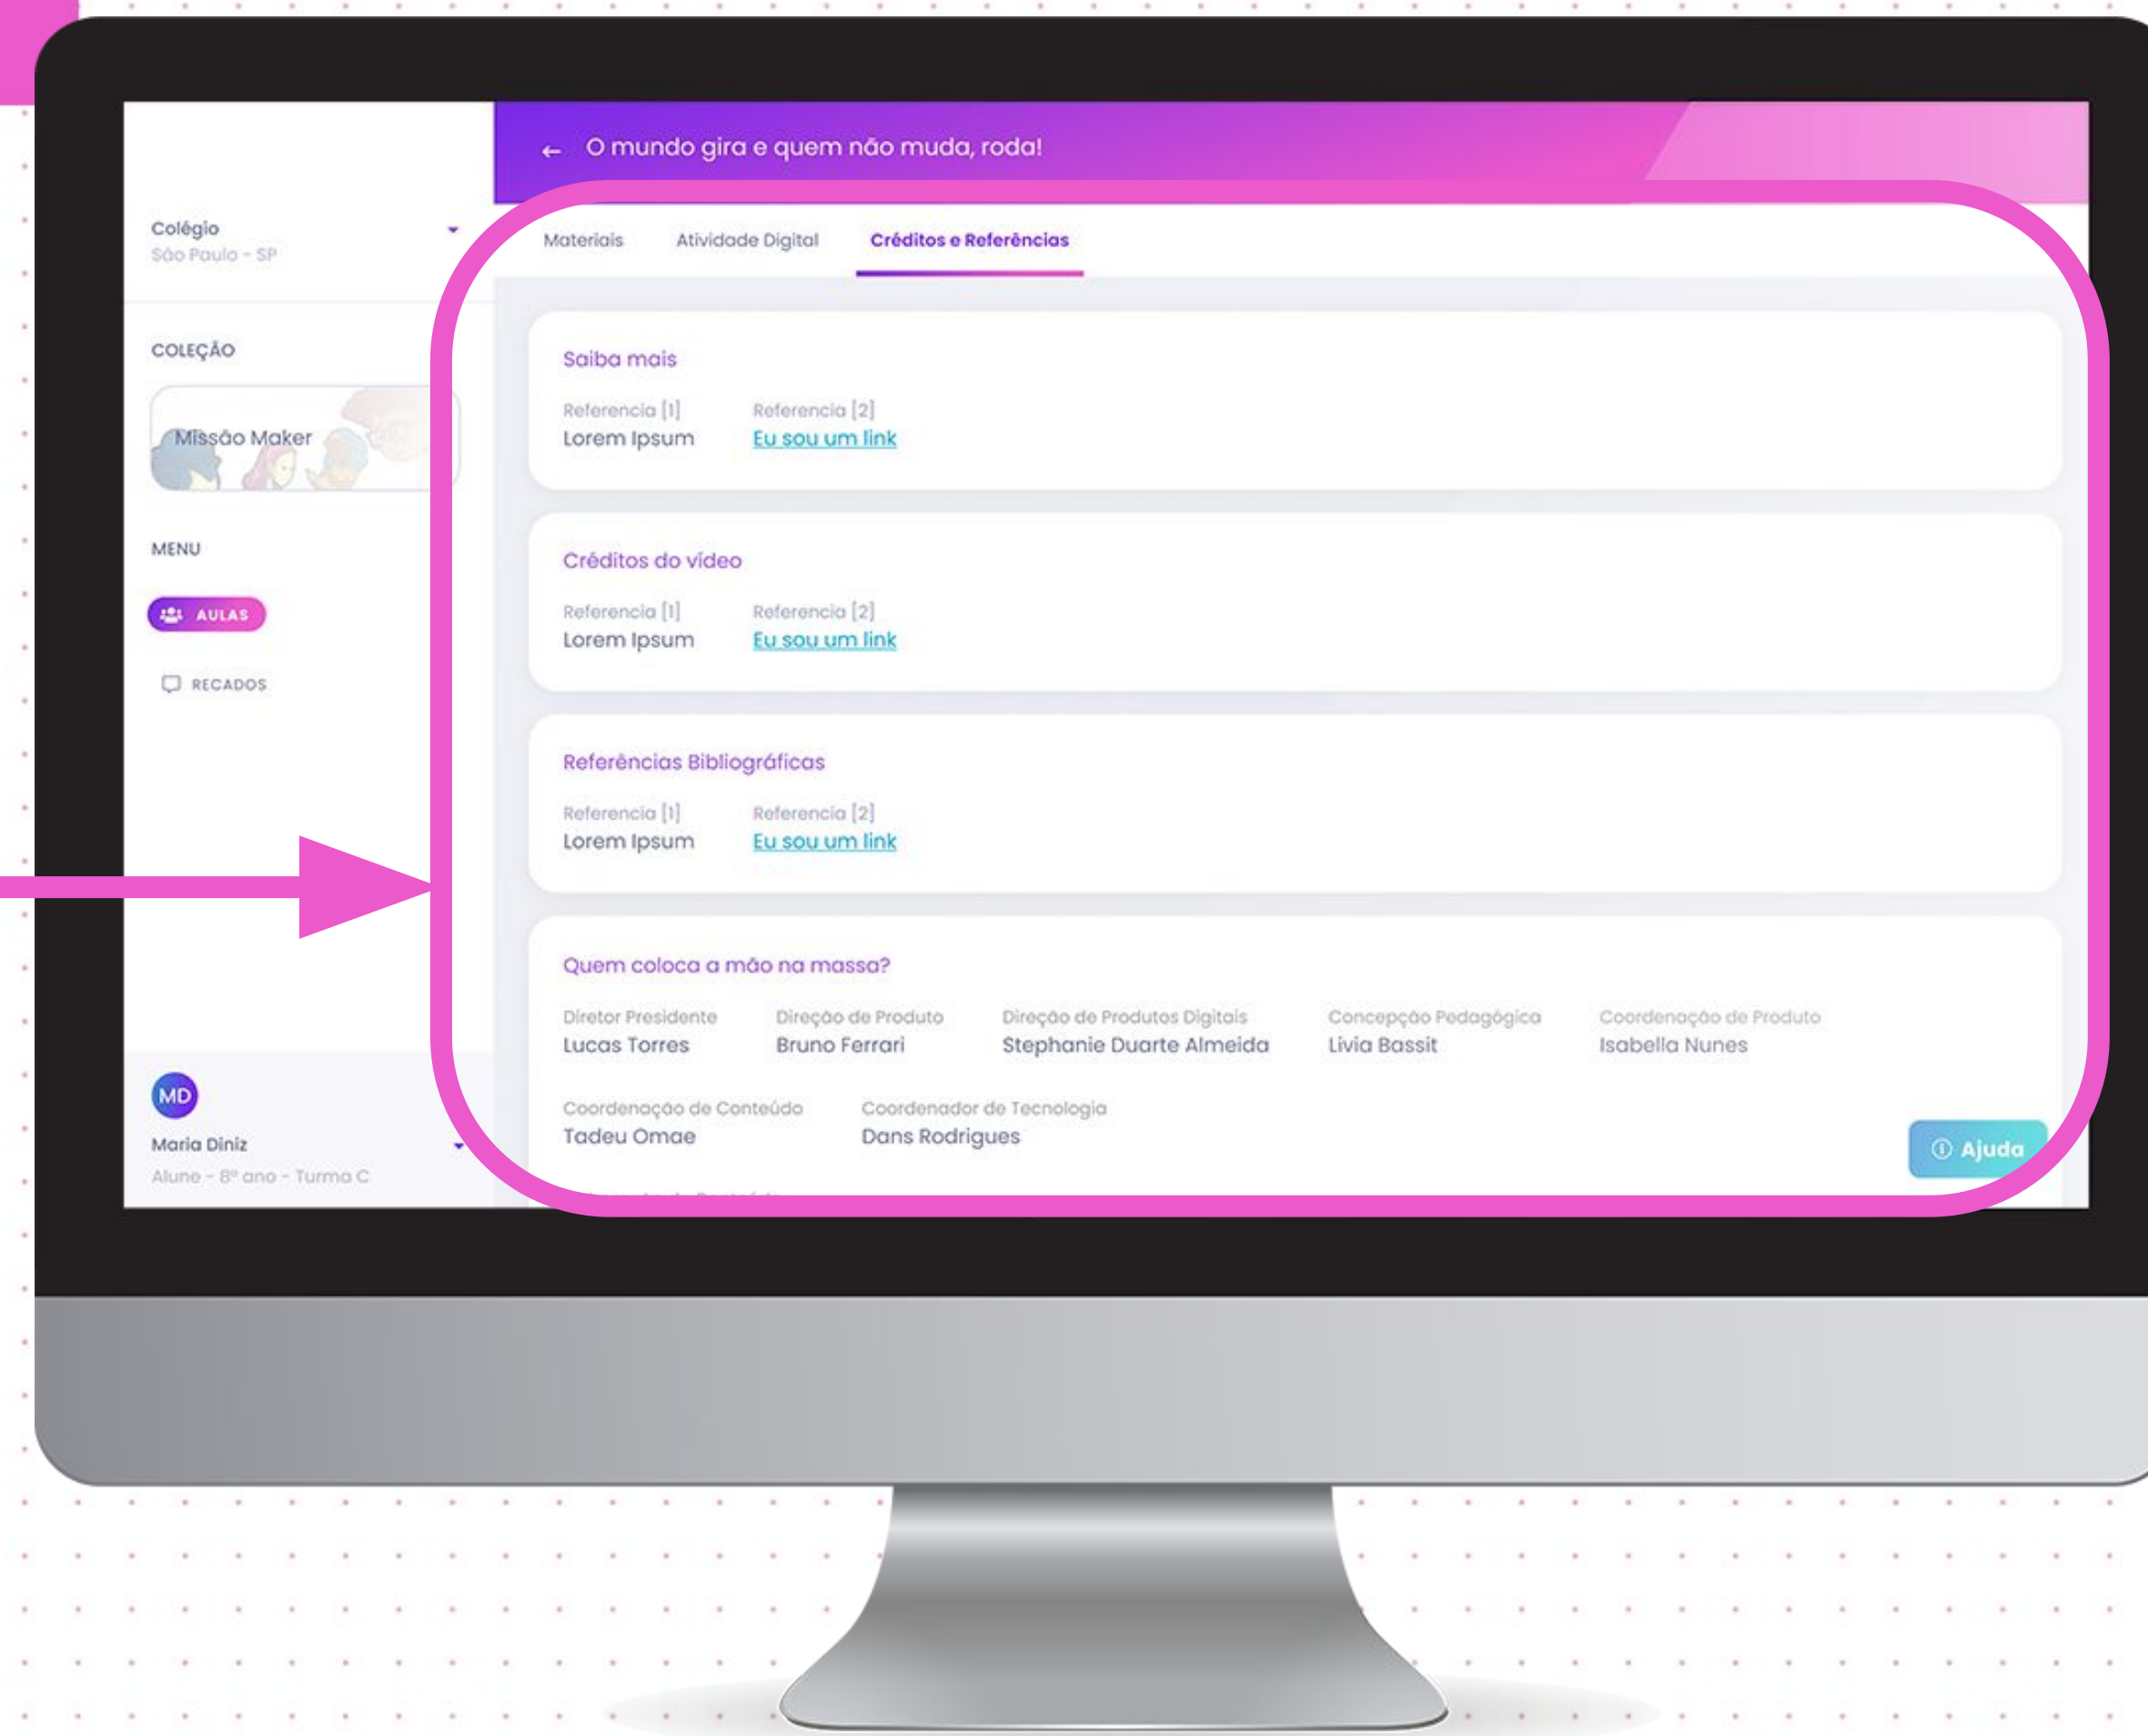 ← O mundo gira e quem não muda, roda!
Colégio
São Paulo - SP
COLEÇÃO
Missão Maker
MENU
AULAS
RECADOS
MD
Maria Diniz
Alune - 8º ano - Turma C
Materiais Atividade Digital Créditos e Referências
Saiba mais
Referencia [1] Referencia [2]
Lorem Ipsum Eu sou um link
Créditos do vídeo
Referencia [1] Referencia [2]
Lorem Ipsum Eu sou um link
Referências Bibliográficas
Referencia [1] Referencia [2]
Lorem Ipsum Eu sou um link
Quem coloca a mão na massa?
Diretor Presidente Direção de Produto Direção de Produtos Digitais Concepção Pedagógica Coordenação de Produto
Lucas Torres Bruno Ferrari Stephanie Duarte Almeida Livia Bassit Isabella Nunes
Coordenação de Conteúdo Coordenador de Tecnologia
Tadeu Omae Dans Rodrigues
Ajuda